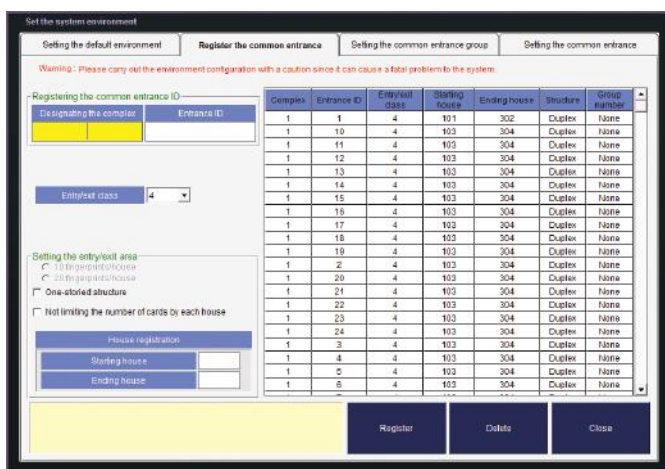 Set the system environment
Setting the default environment
Register the common entrance
Setting the common entrance group
Setting the common entrance
Warning: Please carry out the environment configuration with a caution since it can cause a fatal problem to the system.
Registering the common entrance ID
Designating the complex Entrance ID
Entry/exit class 4
Setting the entry/exit area
10 fingerprints/house
20 fingerprints/house
One-storied structure
Not limiting the number of cards by each house
House registration
Starting house
Ending house
Complex Entrance ID Entry/exit class Starting house Ending house Structure Group number
1 1 4 101 302 Duplex None
1 10 4 103 304 Duplex None
1 11 4 103 304 Duplex None
1 12 4 103 304 Duplex None
1 13 4 103 304 Duplex None
1 14 4 103 304 Duplex None
1 15 4 103 304 Duplex None
1 16 4 103 304 Duplex None
1 17 4 103 304 Duplex None
1 18 4 103 304 Duplex None
1 19 4 103 304 Duplex None
1 2 4 103 304 Duplex None
1 20 4 103 304 Duplex None
1 21 4 103 304 Duplex None
1 22 4 103 304 Duplex None
1 23 4 103 304 Duplex None
1 24 4 103 304 Duplex None
1 3 4 103 304 Duplex None
1 4 4 103 304 Duplex None
1 5 4 103 304 Duplex None
1 6 4 103 304 Duplex None
Register
Delete
Close